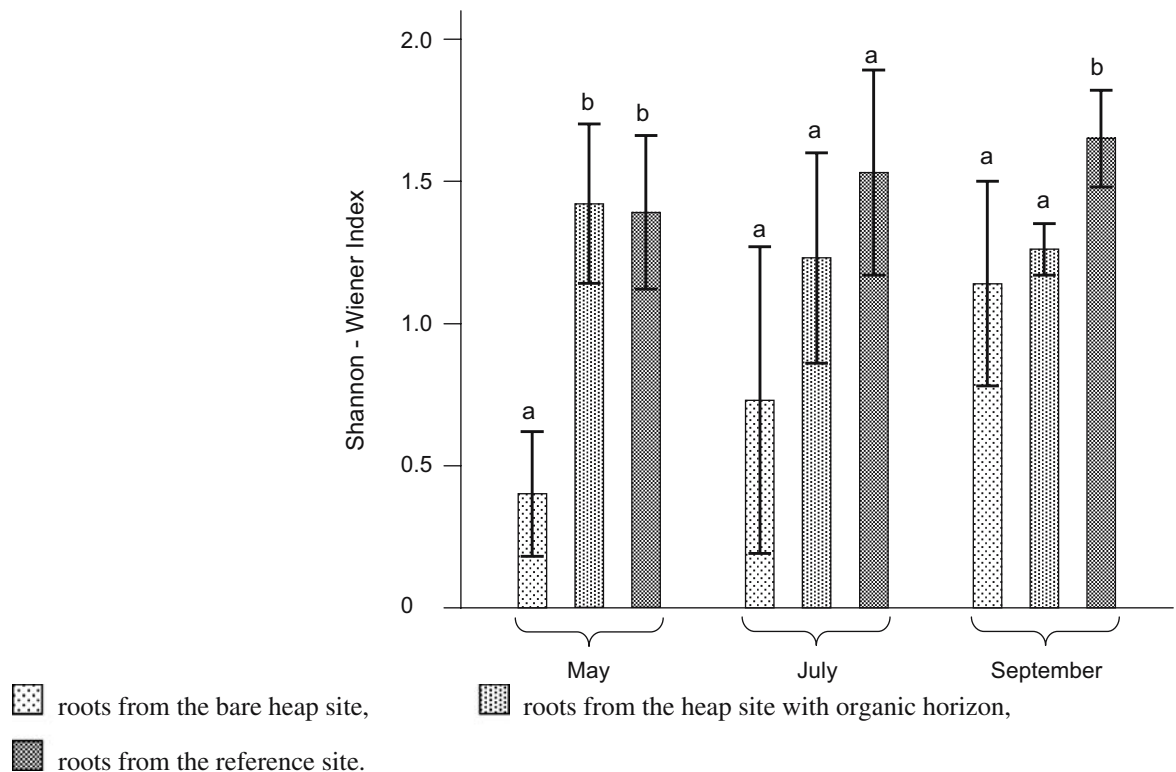 2.0
1.5
1.0
0.5
0
Shannon - Wiener Index
a
b
b
a
a
a
a
a
b
May
July
September
roots from the bare heap site,
roots from the heap site with organic horizon,
roots from the reference site.